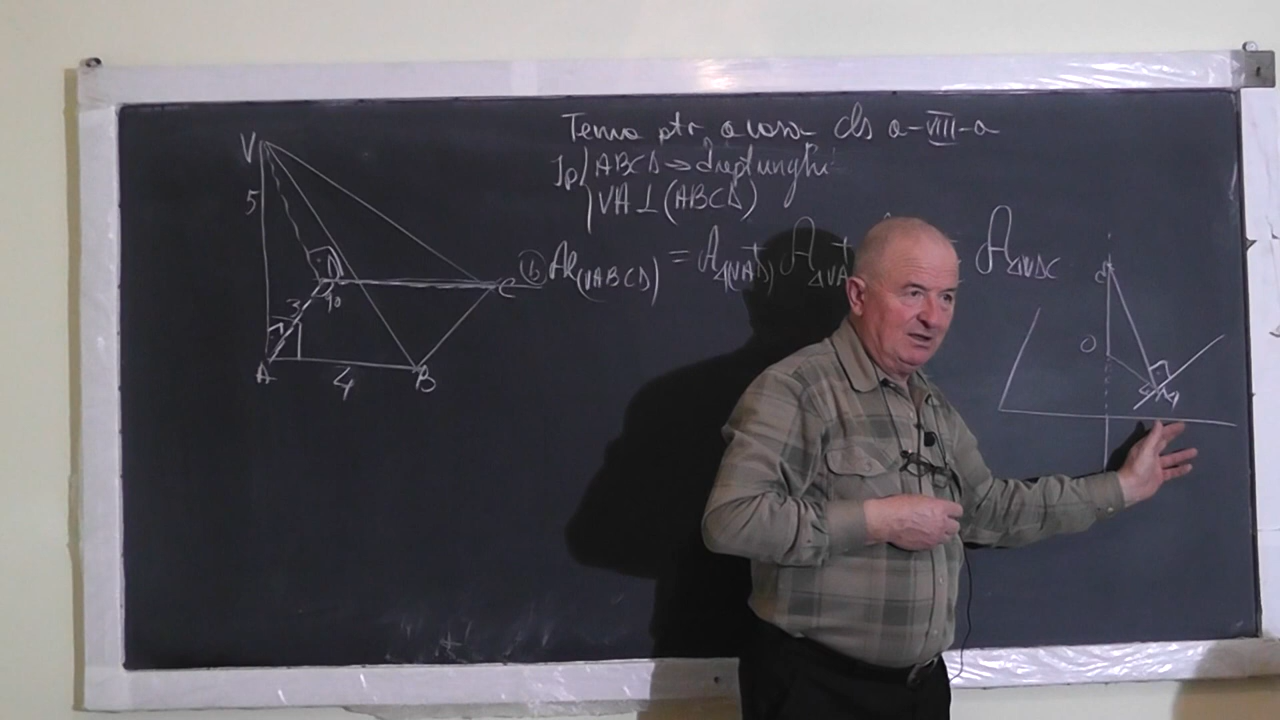 Tema ptr. acasă cls a-VIII-a
Ip { ABCD → dreptunghi
VA ⊥ (ABCD)
b) Al(VABCD) = A△(VAD) + A△VA + A△VDC
V
5
3
A
4
B
C
O